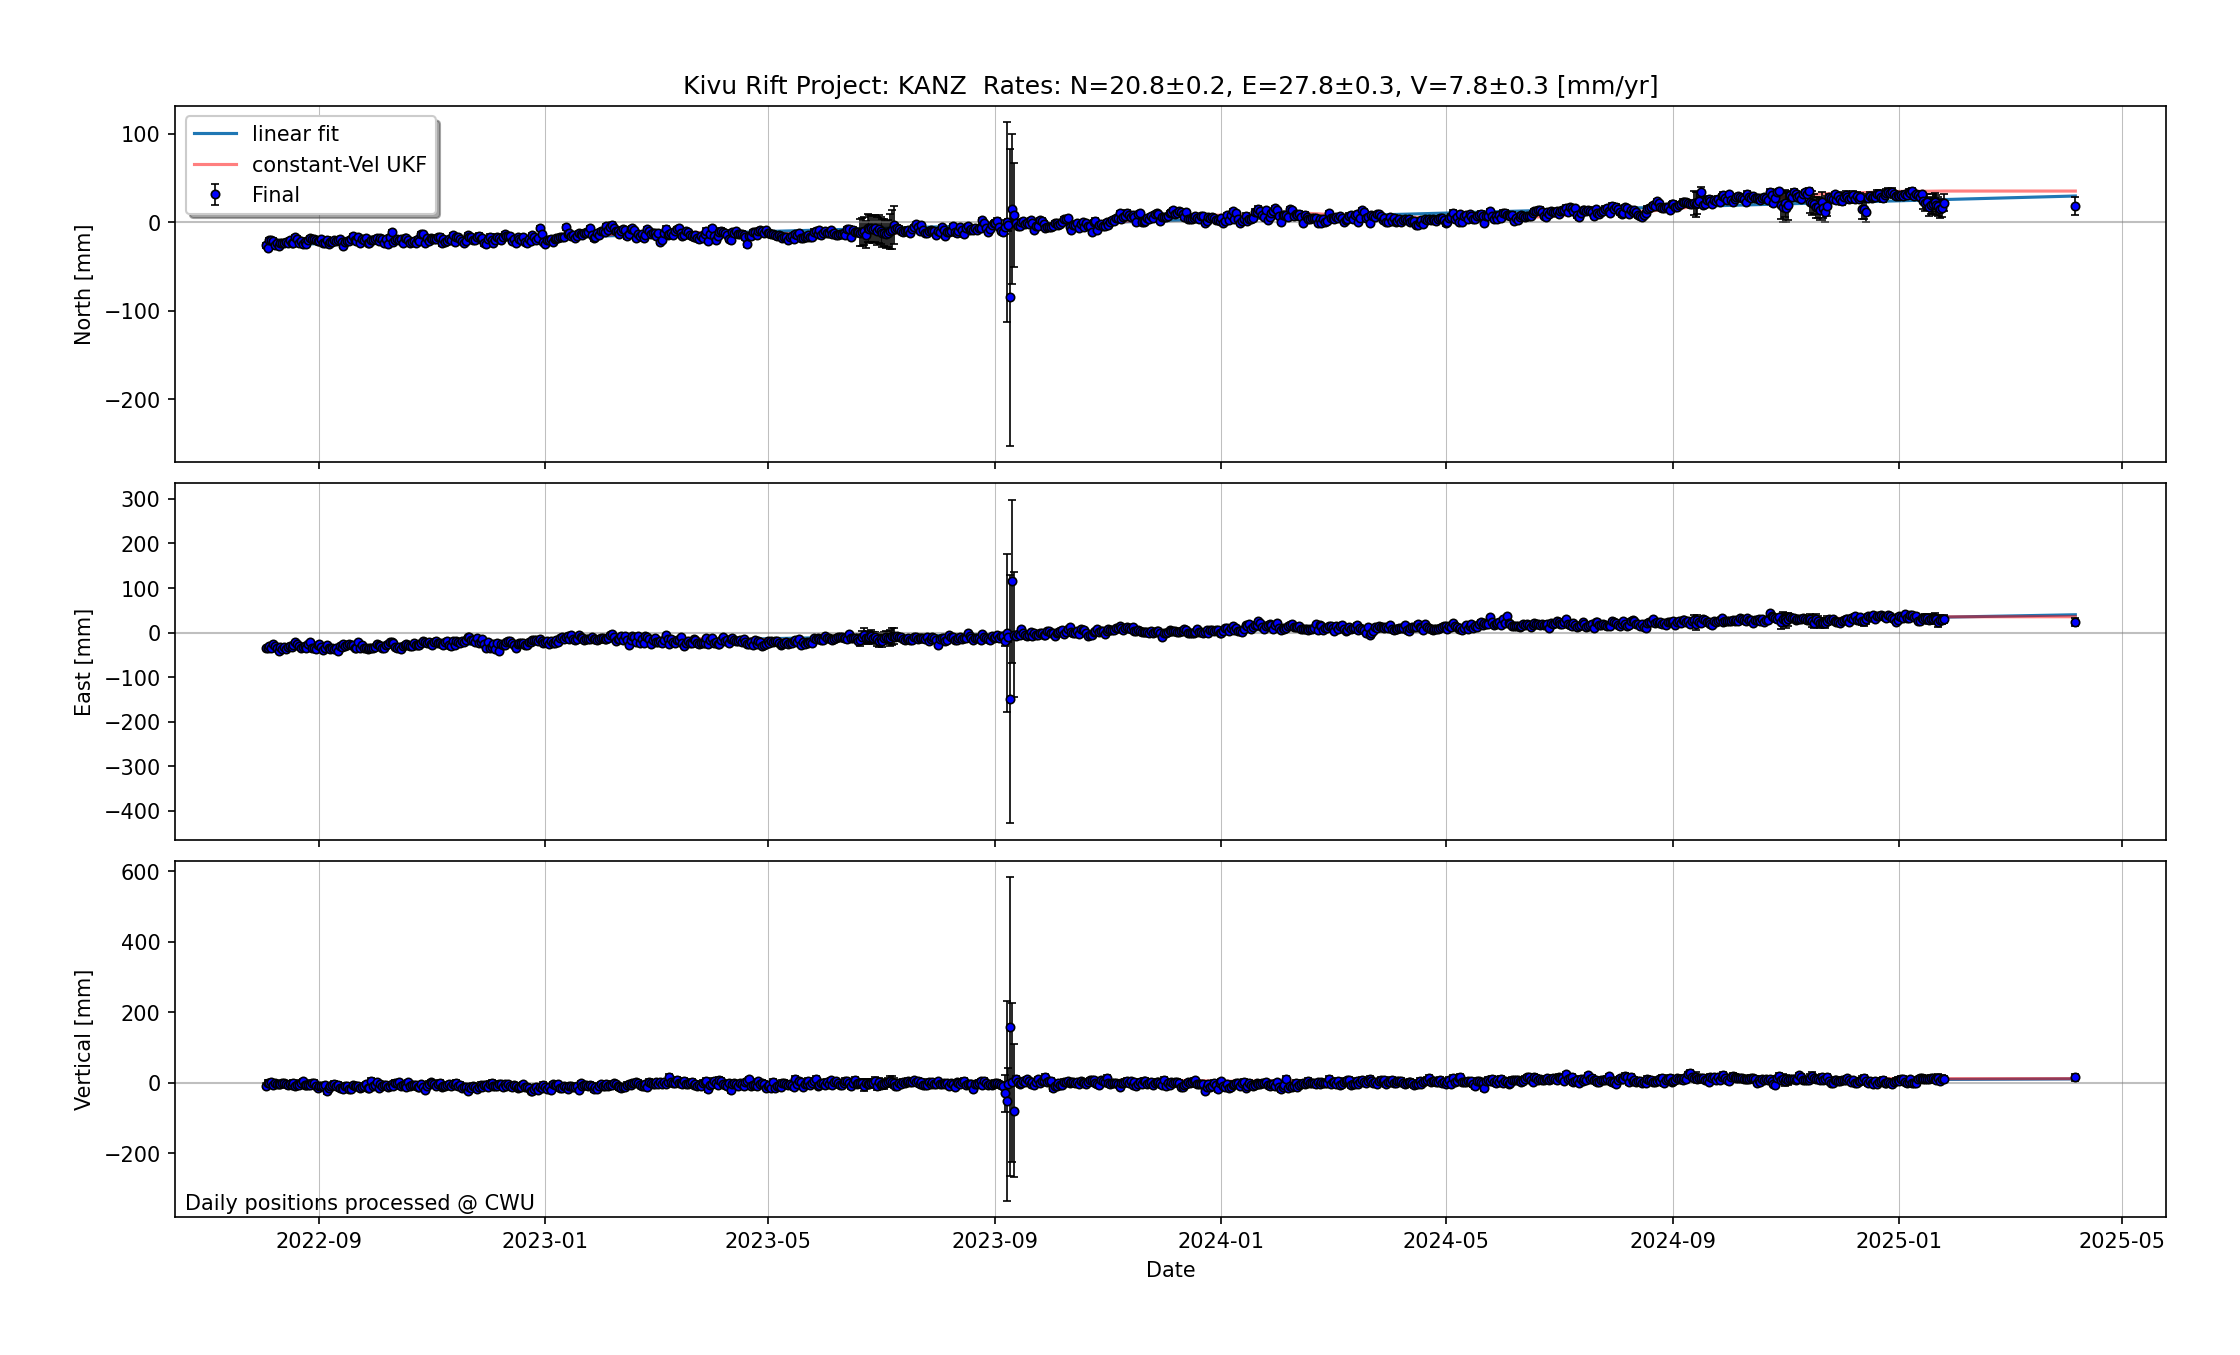 Kivu Rift Project: KANZ  Rates: N=20.8±0.2, E=27.8±0.3, V=7.8±0.3 [mm/yr]
linear fit
constant-Vel UKF
Final
North [mm]
100
0
−100
−200
East [mm]
300
200
100
0
−100
−200
−300
−400
Vertical [mm]
600
400
200
0
−200
Daily positions processed @ CWU
2022-09 2023-01 2023-05 2023-09 2024-01 2024-05 2024-09 2025-01 2025-05
Date